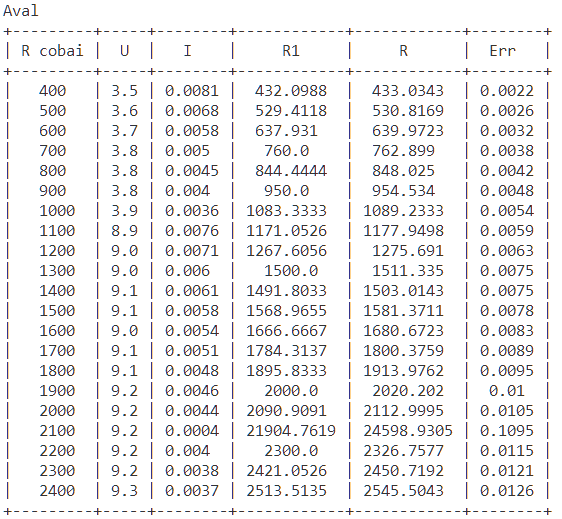 Aval
+---------+-----+--------+------------+------------+--------+
| R cobai | U | I | R1 | R | Err |
+---------+-----+--------+------------+------------+--------+
| 400 | 3.5 | 0.0081 | 432.0988 | 433.0343 | 0.0022 |
| 500 | 3.6 | 0.0068 | 529.4118 | 530.8169 | 0.0026 |
| 600 | 3.7 | 0.0058 | 637.931 | 639.9723 | 0.0032 |
| 700 | 3.8 | 0.005 | 760.0 | 762.899 | 0.0038 |
| 800 | 3.8 | 0.0045 | 844.4444 | 848.025 | 0.0042 |
| 900 | 3.8 | 0.004 | 950.0 | 954.534 | 0.0048 |
| 1000 | 3.9 | 0.0036 | 1083.3333 | 1089.2333 | 0.0054 |
| 1100 | 8.9 | 0.0076 | 1171.0526 | 1177.9498 | 0.0059 |
| 1200 | 9.0 | 0.0071 | 1267.6056 | 1275.691 | 0.0063 |
| 1300 | 9.0 | 0.006 | 1500.0 | 1511.335 | 0.0075 |
| 1400 | 9.1 | 0.0061 | 1491.8033 | 1503.0143 | 0.0075 |
| 1500 | 9.1 | 0.0058 | 1568.9655 | 1581.3711 | 0.0078 |
| 1600 | 9.0 | 0.0054 | 1666.6667 | 1680.6723 | 0.0083 |
| 1700 | 9.1 | 0.0051 | 1784.3137 | 1800.3759 | 0.0089 |
| 1800 | 9.1 | 0.0048 | 1895.8333 | 1913.9762 | 0.0095 |
| 1900 | 9.2 | 0.0046 | 2000.0 | 2020.202 | 0.01 |
| 2000 | 9.2 | 0.0044 | 2090.9091 | 2112.9995 | 0.0105 |
| 2100 | 9.2 | 0.0004 | 21904.7619 | 24598.9305 | 0.1095 |
| 2200 | 9.2 | 0.004 | 2300.0 | 2326.7577 | 0.0115 |
| 2300 | 9.2 | 0.0038 | 2421.0526 | 2450.7192 | 0.0121 |
| 2400 | 9.3 | 0.0037 | 2513.5135 | 2545.5043 | 0.0126 |
+---------+-----+--------+------------+------------+--------+